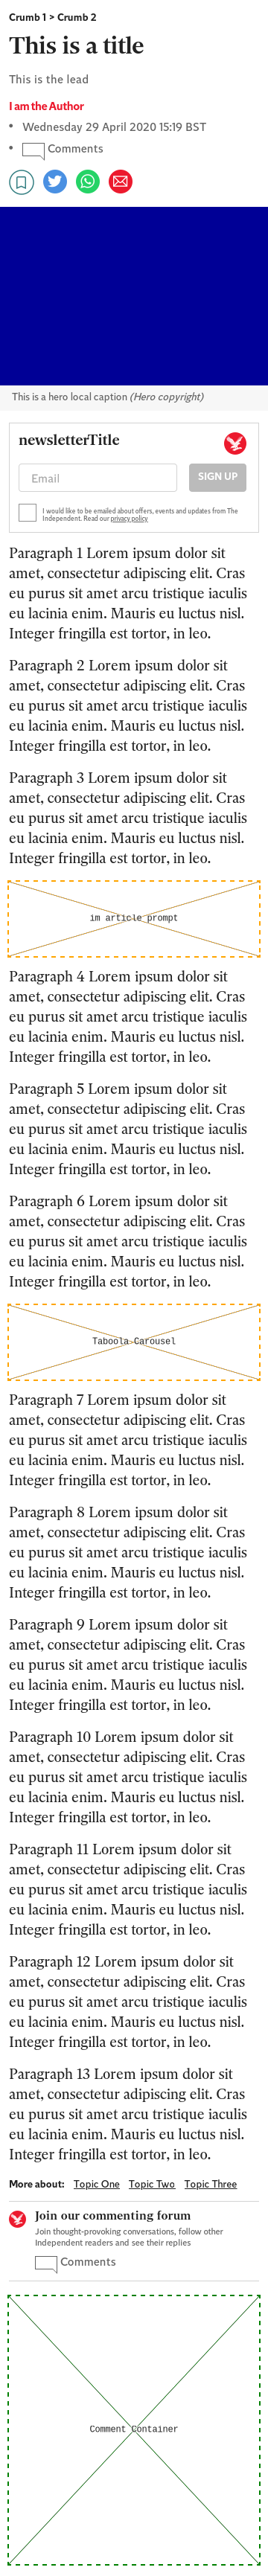 Crumb 1 > Crumb 2
This is a title
This is the lead
I am the Author
Wednesday 29 April 2020 15:19 BST
Comments
This is a hero local caption (Hero copyright)
newsletterTitle
Email
SIGN UP
I would like to be emailed about offers, events and updates from The
Independent. Read our privacy policy
Paragraph 1 Lorem ipsum dolor sit
amet, consectetur adipiscing elit. Cras
eu purus sit amet arcu tristique iaculis
eu lacinia enim. Mauris eu luctus nisl.
Integer fringilla est tortor, in leo.
Paragraph 2 Lorem ipsum dolor sit
amet, consectetur adipiscing elit. Cras
eu purus sit amet arcu tristique iaculis
eu lacinia enim. Mauris eu luctus nisl.
Integer fringilla est tortor, in leo.
Paragraph 3 Lorem ipsum dolor sit
amet, consectetur adipiscing elit. Cras
eu purus sit amet arcu tristique iaculis
eu lacinia enim. Mauris eu luctus nisl.
Integer fringilla est tortor, in leo.
im article prompt
Paragraph 4 Lorem ipsum dolor sit
amet, consectetur adipiscing elit. Cras
eu purus sit amet arcu tristique iaculis
eu lacinia enim. Mauris eu luctus nisl.
Integer fringilla est tortor, in leo.
Paragraph 5 Lorem ipsum dolor sit
amet, consectetur adipiscing elit. Cras
eu purus sit amet arcu tristique iaculis
eu lacinia enim. Mauris eu luctus nisl.
Integer fringilla est tortor, in leo.
Paragraph 6 Lorem ipsum dolor sit
amet, consectetur adipiscing elit. Cras
eu purus sit amet arcu tristique iaculis
eu lacinia enim. Mauris eu luctus nisl.
Integer fringilla est tortor, in leo.
Taboola Carousel
Paragraph 7 Lorem ipsum dolor sit
amet, consectetur adipiscing elit. Cras
eu purus sit amet arcu tristique iaculis
eu lacinia enim. Mauris eu luctus nisl.
Integer fringilla est tortor, in leo.
Paragraph 8 Lorem ipsum dolor sit
amet, consectetur adipiscing elit. Cras
eu purus sit amet arcu tristique iaculis
eu lacinia enim. Mauris eu luctus nisl.
Integer fringilla est tortor, in leo.
Paragraph 9 Lorem ipsum dolor sit
amet, consectetur adipiscing elit. Cras
eu purus sit amet arcu tristique iaculis
eu lacinia enim. Mauris eu luctus nisl.
Integer fringilla est tortor, in leo.
Paragraph 10 Lorem ipsum dolor sit
amet, consectetur adipiscing elit. Cras
eu purus sit amet arcu tristique iaculis
eu lacinia enim. Mauris eu luctus nisl.
Integer fringilla est tortor, in leo.
Paragraph 11 Lorem ipsum dolor sit
amet, consectetur adipiscing elit. Cras
eu purus sit amet arcu tristique iaculis
eu lacinia enim. Mauris eu luctus nisl.
Integer fringilla est tortor, in leo.
Paragraph 12 Lorem ipsum dolor sit
amet, consectetur adipiscing elit. Cras
eu purus sit amet arcu tristique iaculis
eu lacinia enim. Mauris eu luctus nisl.
Integer fringilla est tortor, in leo.
Paragraph 13 Lorem ipsum dolor sit
amet, consectetur adipiscing elit. Cras
eu purus sit amet arcu tristique iaculis
eu lacinia enim. Mauris eu luctus nisl.
Integer fringilla est tortor, in leo.
More about: Topic One Topic Two Topic Three
Join our commenting forum
Join thought-provoking conversations, follow other
Independent readers and see their replies
Comments
Comment Container